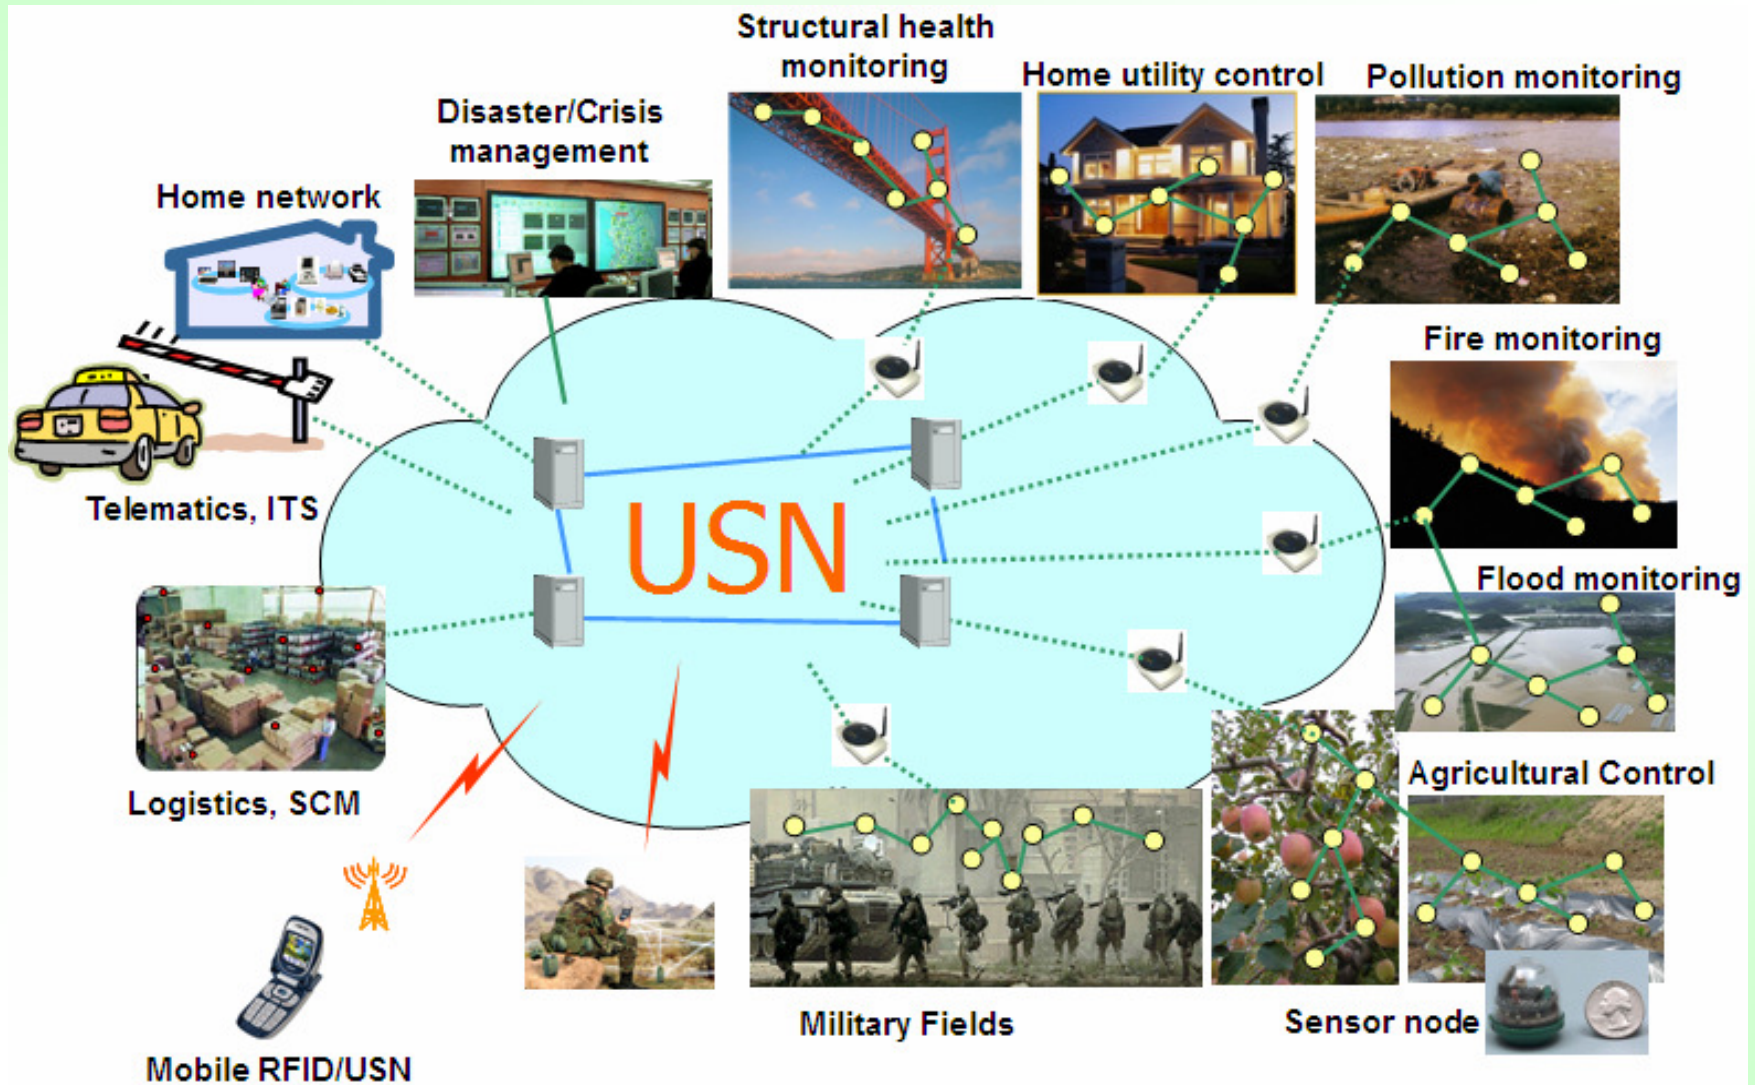 Structural health
monitoring
Home utility control
Pollution monitoring
Disaster/Crisis
management
Home network
Fire monitoring
Telematics, ITS
USN
Flood monitoring
Agricultural Control
Logistics, SCM
Military Fields
Sensor node
Mobile RFID/USN